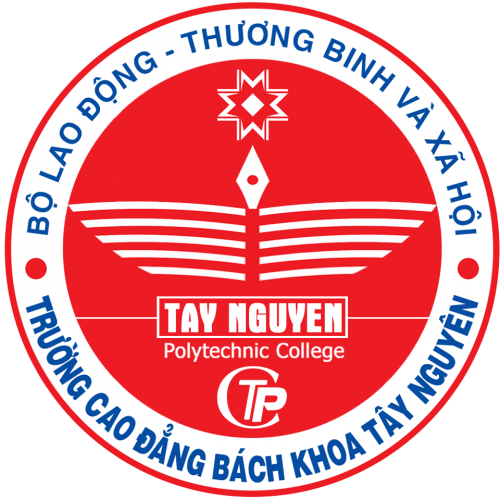 BỘ LAO ĐỘNG - THƯƠNG BINH VÀ XÃ HỘI
TAY NGUYEN
Polytechnic College
CTP
TRƯỜNG CAO ĐẲNG BÁCH KHOA TÂY NGUYÊN